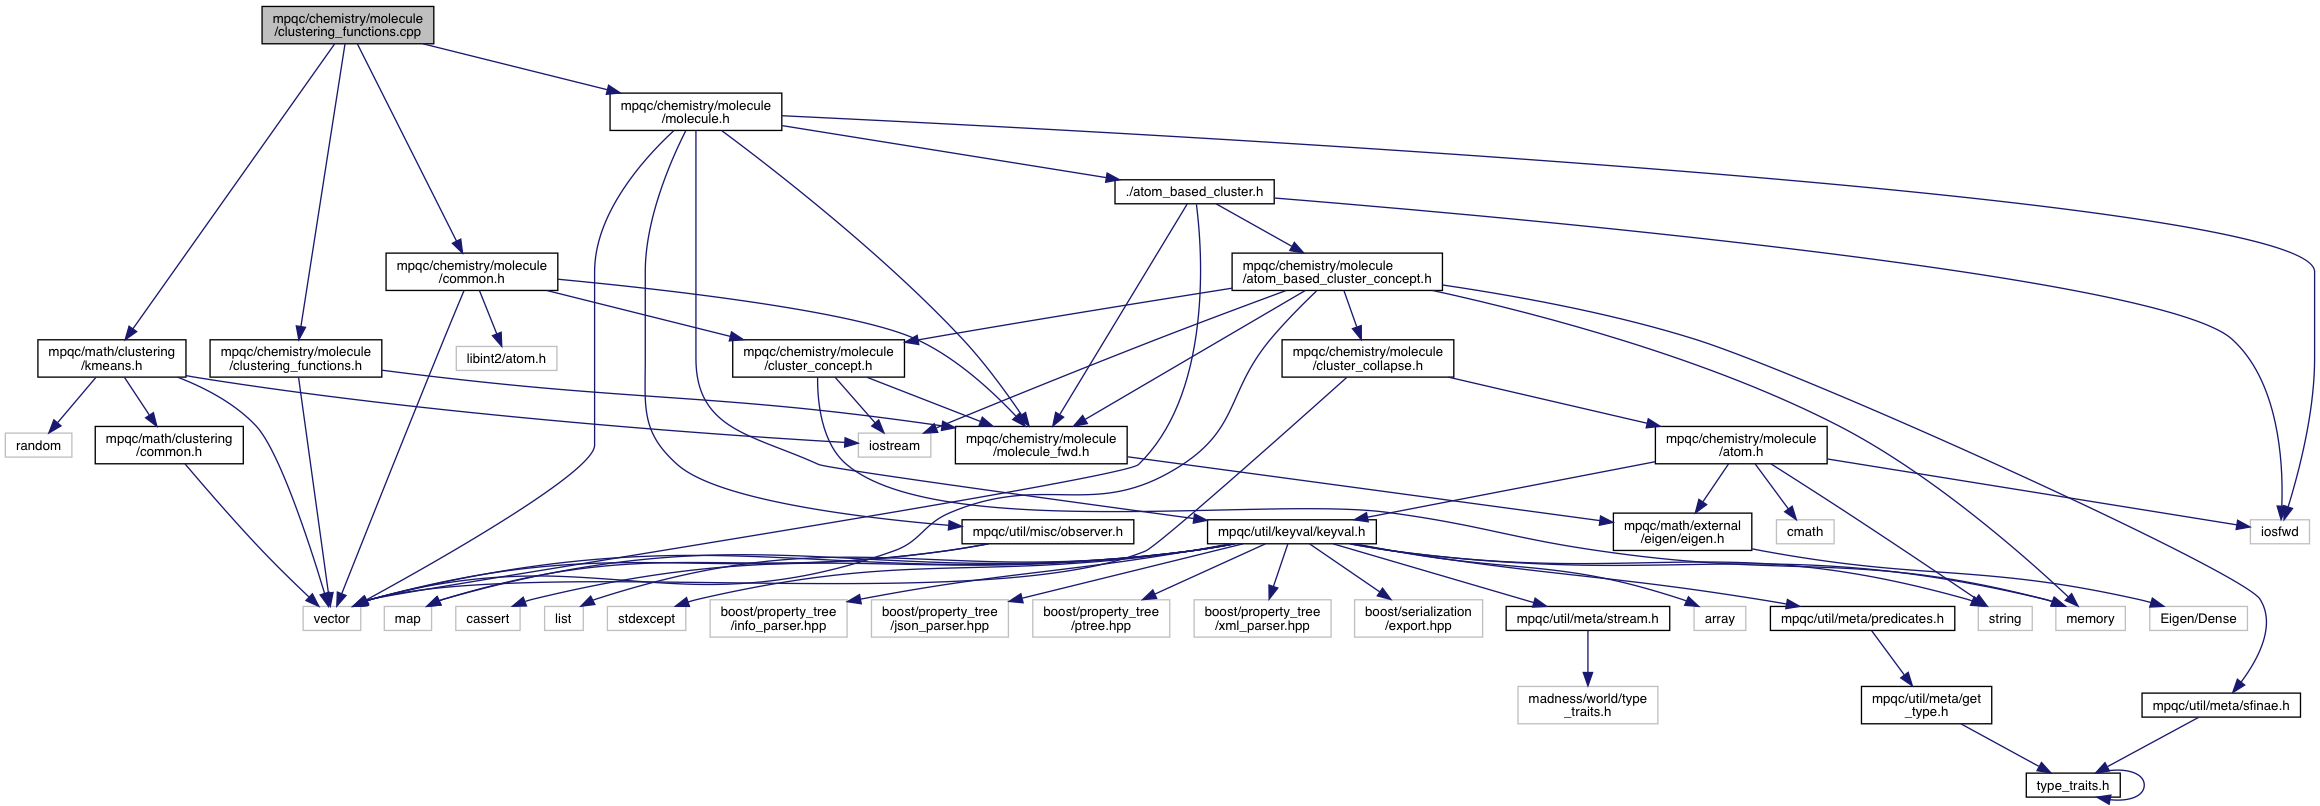 mpqc/chemistry/molecule
/clustering_functions.cpp
mpqc/chemistry/molecule
/molecule.h
./atom_based_cluster.h
mpqc/chemistry/molecule
/common.h
mpqc/chemistry/molecule
/atom_based_cluster_concept.h
mpqc/math/clustering
/kmeans.h
mpqc/chemistry/molecule
/clustering_functions.h
libint2/atom.h
mpqc/chemistry/molecule
/cluster_concept.h
mpqc/chemistry/molecule
/cluster_collapse.h
random
mpqc/math/clustering
/common.h
iostream
mpqc/chemistry/molecule
/molecule_fwd.h
mpqc/chemistry/molecule
/atom.h
mpqc/util/misc/observer.h
mpqc/util/keyval/keyval.h
mpqc/math/external
/eigen/eigen.h
cmath
iosfwd
vector
map
cassert
list
stdexcept
boost/property_tree
/info_parser.hpp
boost/property_tree
/json_parser.hpp
boost/property_tree
/ptree.hpp
boost/property_tree
/xml_parser.hpp
boost/serialization
/export.hpp
mpqc/util/meta/stream.h
array
mpqc/util/meta/predicates.h
string
memory
Eigen/Dense
madness/world/type
_traits.h
mpqc/util/meta/get
_type.h
mpqc/util/meta/sfinae.h
type_traits.h